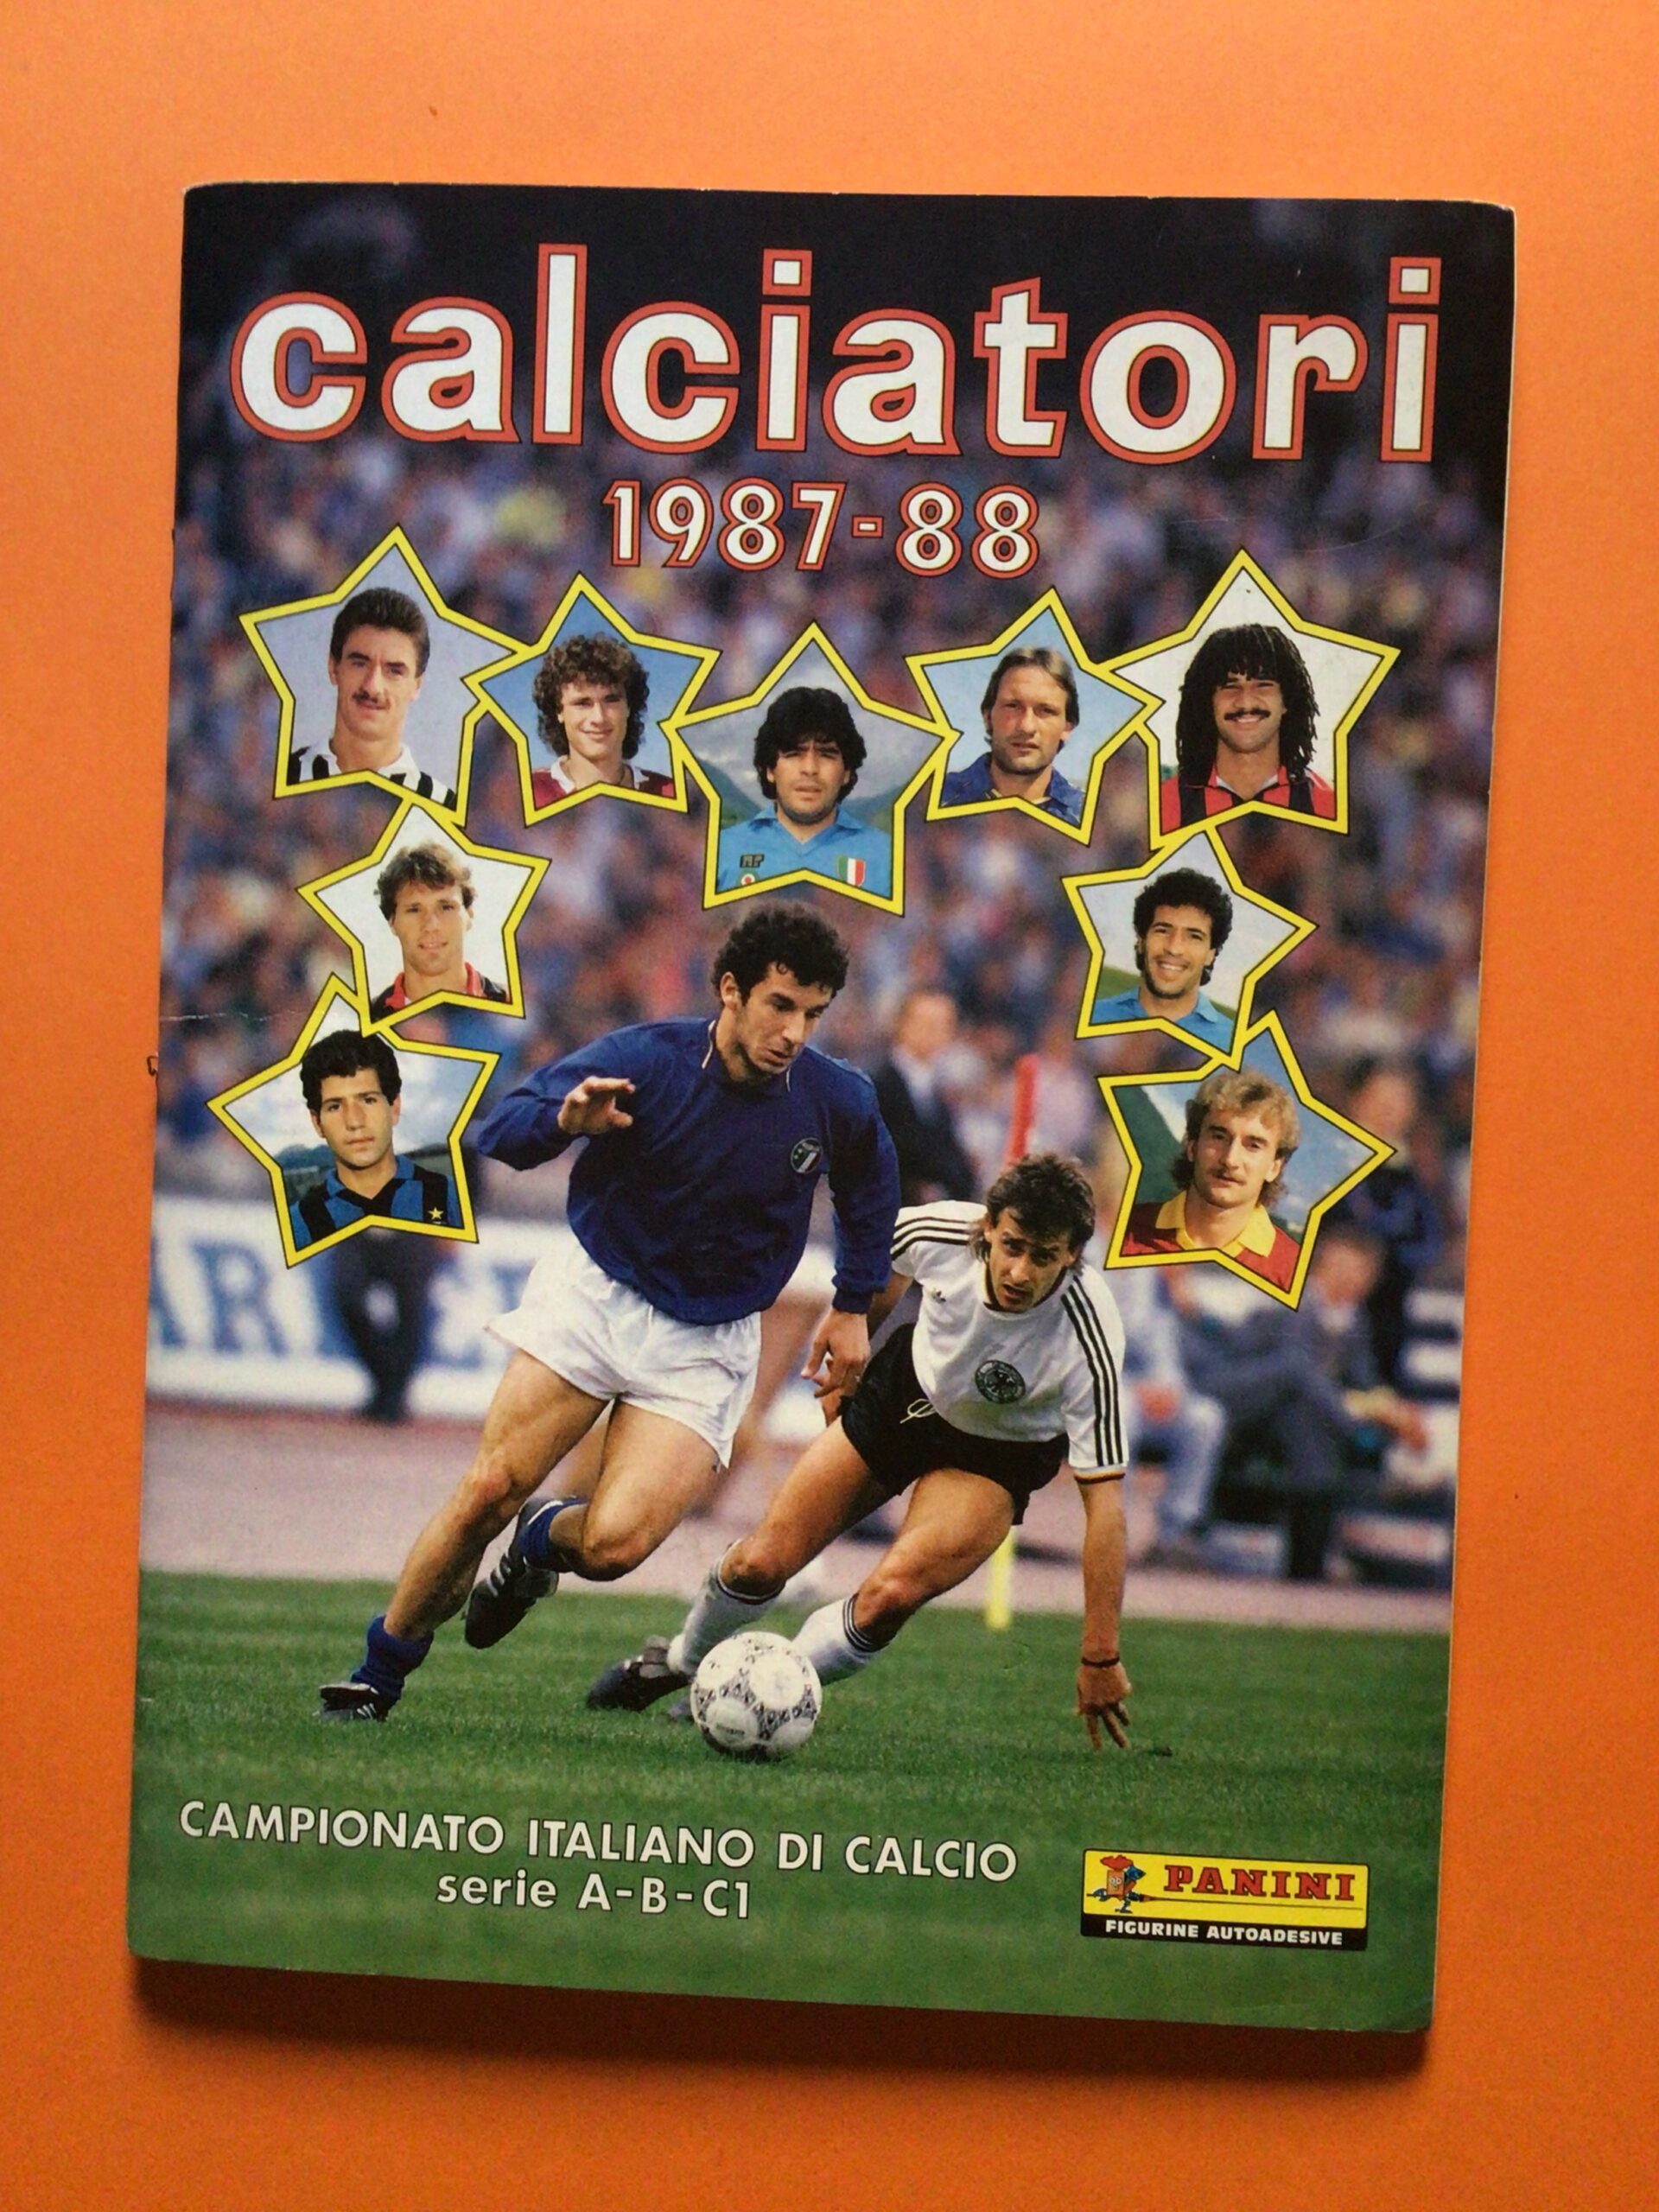 calciatori
1987-88
CAMPIONATO ITALIANO DI CALCIO
serie A-B-C1
PANINI
FIGURINE AUTOADESIVE